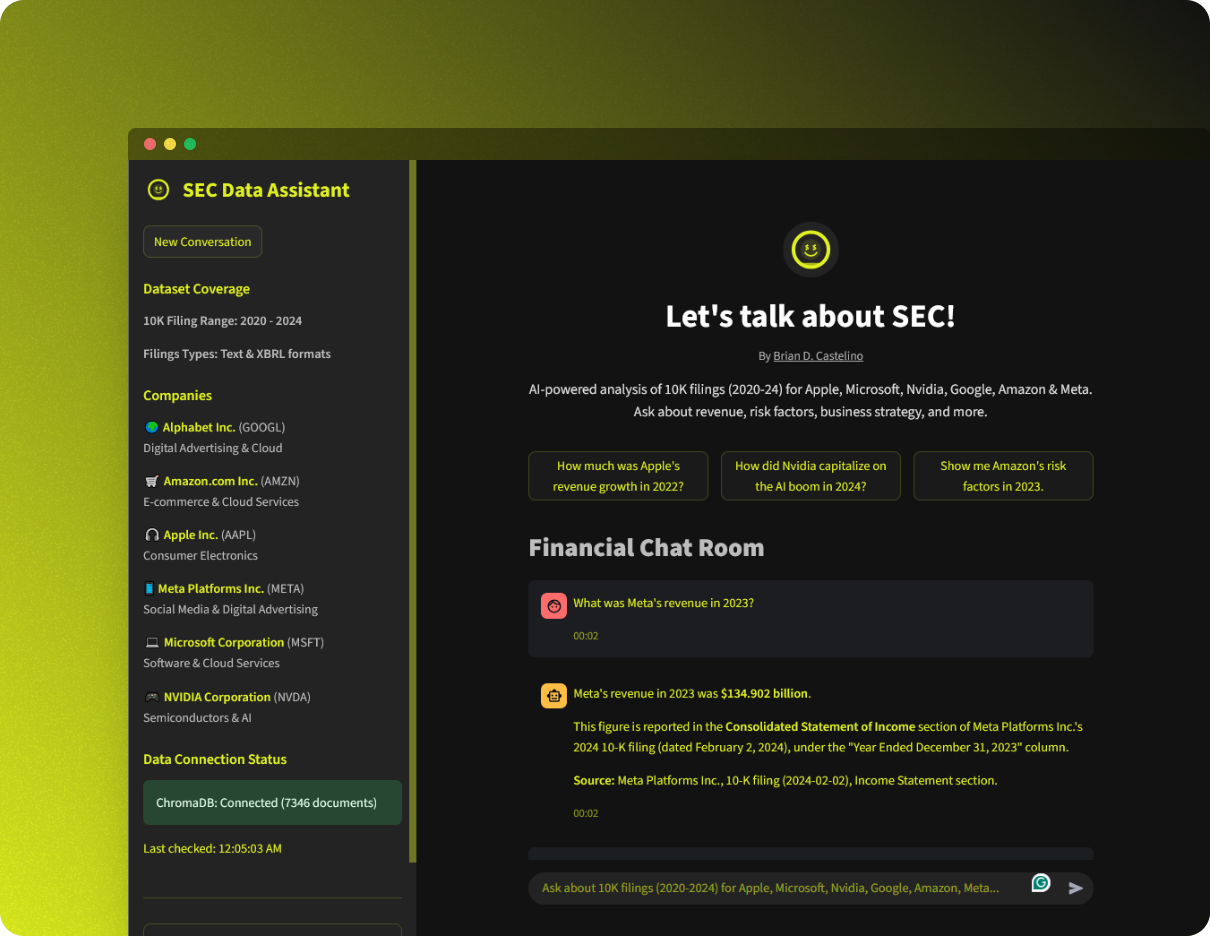 SEC Data Assistant
New Conversation
Dataset Coverage
10K Filing Range: 2020 - 2024
Filings Types: Text & XBRL formats
Companies
Alphabet Inc. (GOOGL)
Digital Advertising & Cloud
Amazon.com Inc. (AMZN)
E-commerce & Cloud Services
Apple Inc. (AAPL)
Consumer Electronics
Meta Platforms Inc. (META)
Social Media & Digital Advertising
Microsoft Corporation (MSFT)
Software & Cloud Services
NVIDIA Corporation (NVDA)
Semiconductors & AI
Data Connection Status
ChromaDB: Connected (7346 documents)
Last checked: 12:05:03 AM
Let's talk about SEC!
By Brian D. Castelino
AI-powered analysis of 10K filings (2020-24) for Apple, Microsoft, Nvidia, Google, Amazon & Meta.
Ask about revenue, risk factors, business strategy, and more.
How much was Apple's
revenue growth in 2022?
How did Nvidia capitalize on
the AI boom in 2024?
Show me Amazon's risk
factors in 2023.
Financial Chat Room
What was Meta's revenue in 2023?
00:02
Meta's revenue in 2023 was $134.902 billion.
This figure is reported in the Consolidated Statement of Income section of Meta Platforms Inc.'s
2024 10-K filing (dated February 2, 2024), under the "Year Ended December 31, 2023" column.
Source: Meta Platforms Inc., 10-K filing (2024-02-02), Income Statement section.
00:02
Ask about 10K filings (2020-2024) for Apple, Microsoft, Nvidia, Google, Amazon, Meta...